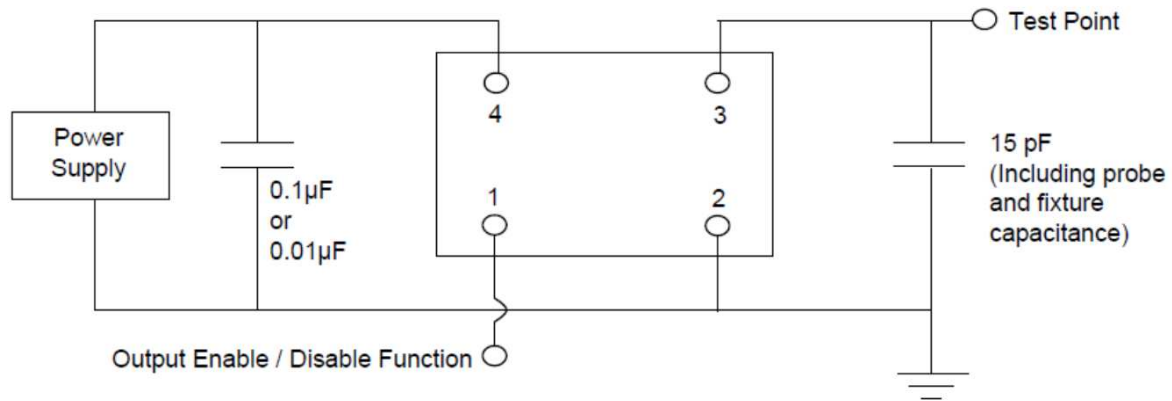 Test Point
4
3
Power
Supply
15 pF
(Including probe
and fixture
capacitance)
0.1µF
or
0.01µF
1
2
Output Enable / Disable Function